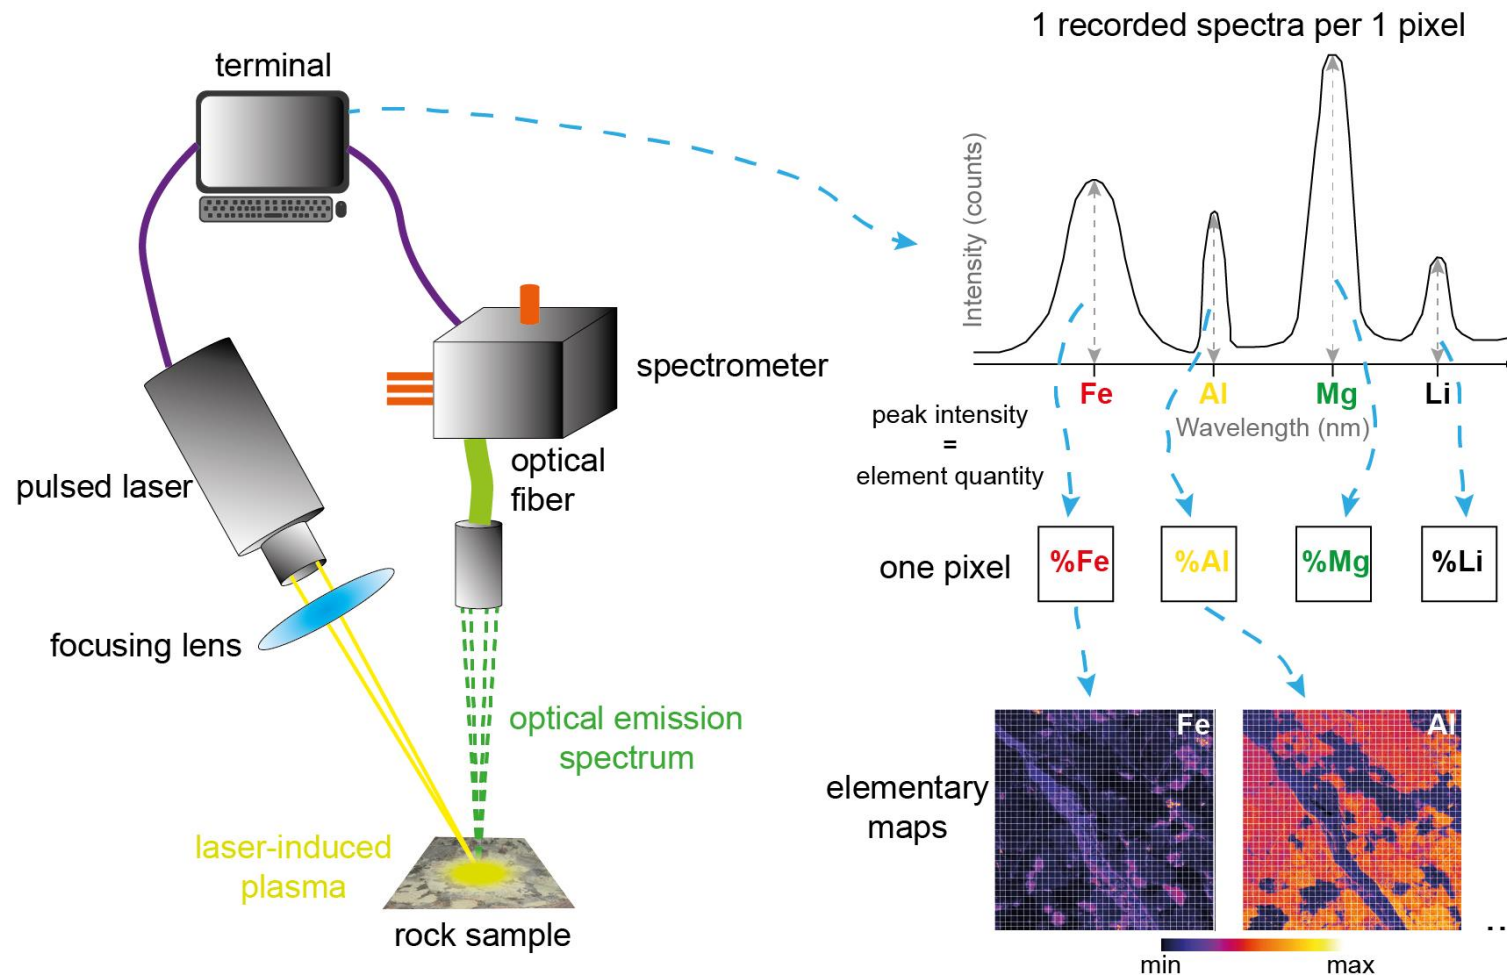 1 recorded spectra per 1 pixel
terminal
Intensity (counts)
spectrometer
Fe
Al
Mg
Li
Wavelength (nm)
peak intensity
=
element quantity
pulsed laser
optical
fiber
one pixel
%Fe
%Al
%Mg
%Li
focusing lens
optical emission
spectrum
Fe
Al
elementary
maps
laser-induced
plasma
rock sample
..
min
max